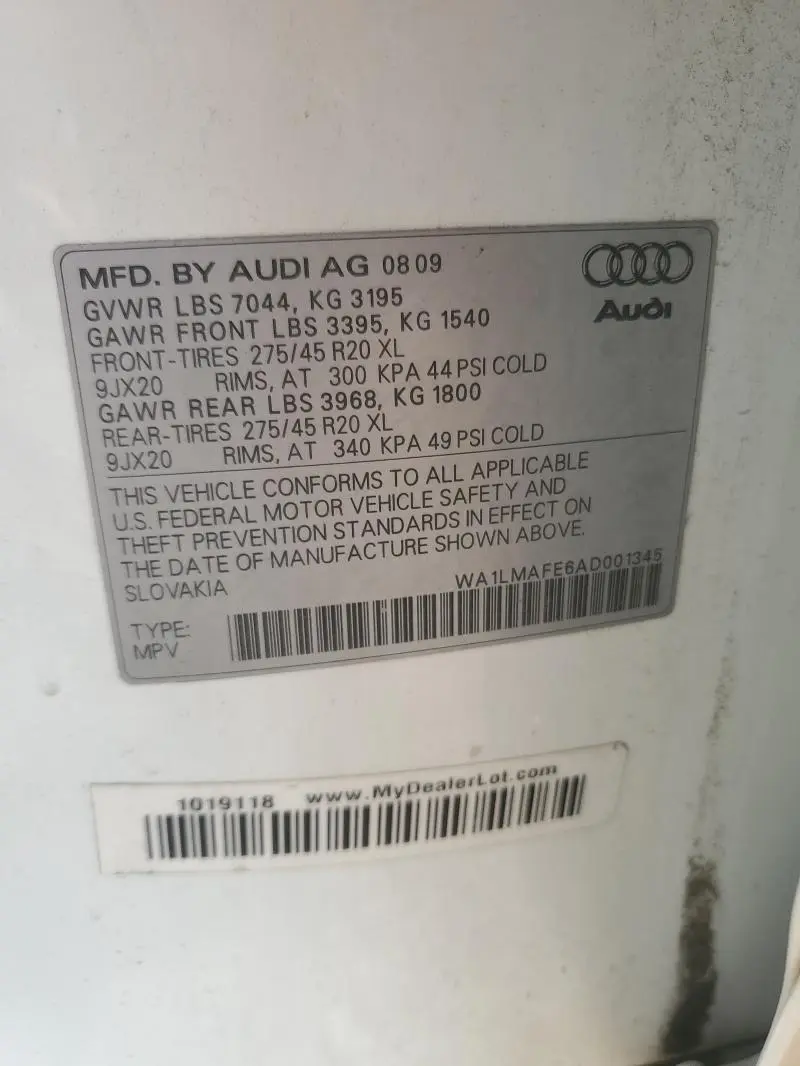 MFD. BY AUDI AG 08 09
GVWR LBS 7044, KG 3195
GAWR FRONT LBS 3395, KG 1540
FRONT-TIRES 275/45 R20 XL
9JX20 RIMS, AT 300 KPA 44 PSI COLD
GAWR REAR LBS 3968, KG 1800
REAR-TIRES 275/45 R20 XL
9JX20 RIMS, AT 340 KPA 49 PSI COLD
Audi
THIS VEHICLE CONFORMS TO ALL APPLICABLE
U.S. FEDERAL MOTOR VEHICLE SAFETY AND
THEFT PREVENTION STANDARDS IN EFFECT ON
THE DATE OF MANUFACTURE SHOWN ABOVE.
SLOVAKIA WA1LMAFE6AD001345
TYPE:
MPV
1019118 www.MyDealerLot.com